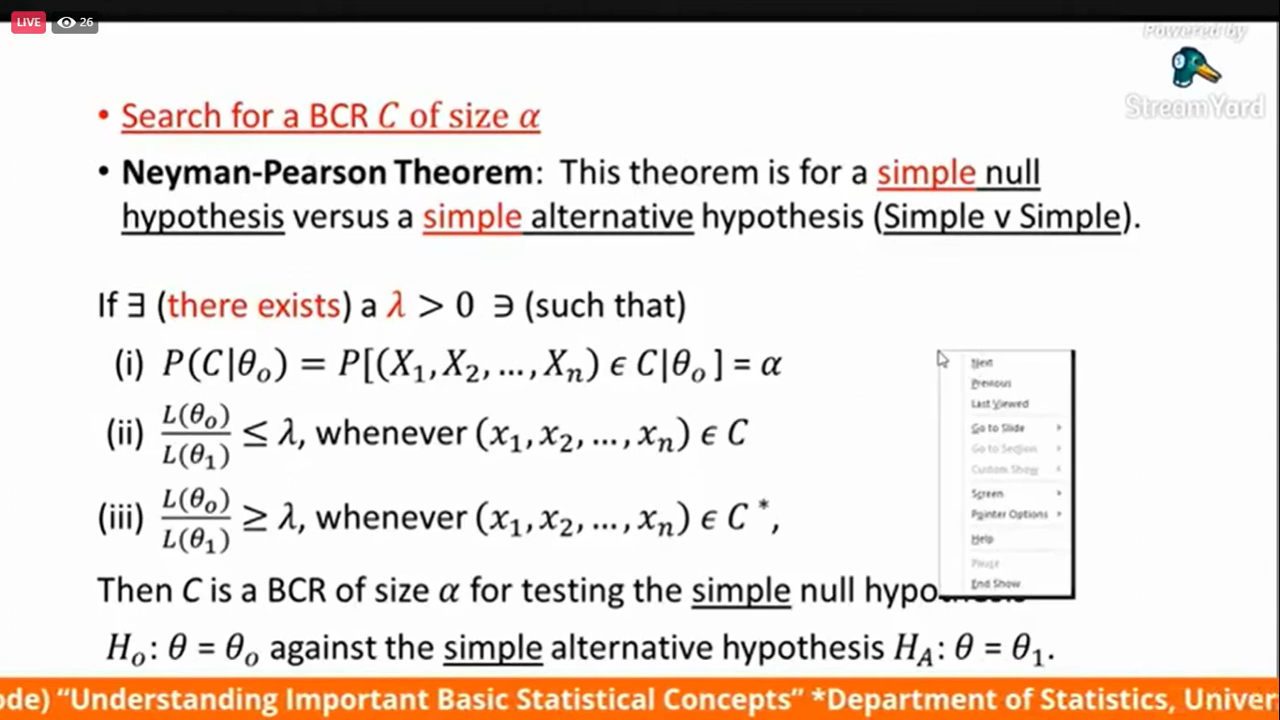 LIVE 26
Powered by
StreamYard
• Search for a BCR C of size α
• Neyman-Pearson Theorem: This theorem is for a simple null
hypothesis versus a simple alternative hypothesis (Simple v Simple).
If ∃ (there exists) a λ > 0 ∋ (such that)
(i) P(C|θₒ) = P[(X₁, X₂, ..., Xₙ) ϵ C|θₒ] = α
(ii) L(θₒ)/L(θ₁) ≤ λ, whenever (x₁, x₂, ..., xₙ) ϵ C
(iii) L(θₒ)/L(θ₁) ≥ λ, whenever (x₁, x₂, ..., xₙ) ϵ C*,
Then C is a BCR of size α for testing the simple null
Hₒ: θ = θₒ against the simple alternative hypothesis H_A: θ = θ₁.
Next
Previous
Last Viewed
Go to Slide
Go to Section
Custom Show
Screen
Pointer Options
Help
Pause
End Show
ode) “Understanding Important Basic Statistical Concepts” *Department of Statistics, Univer